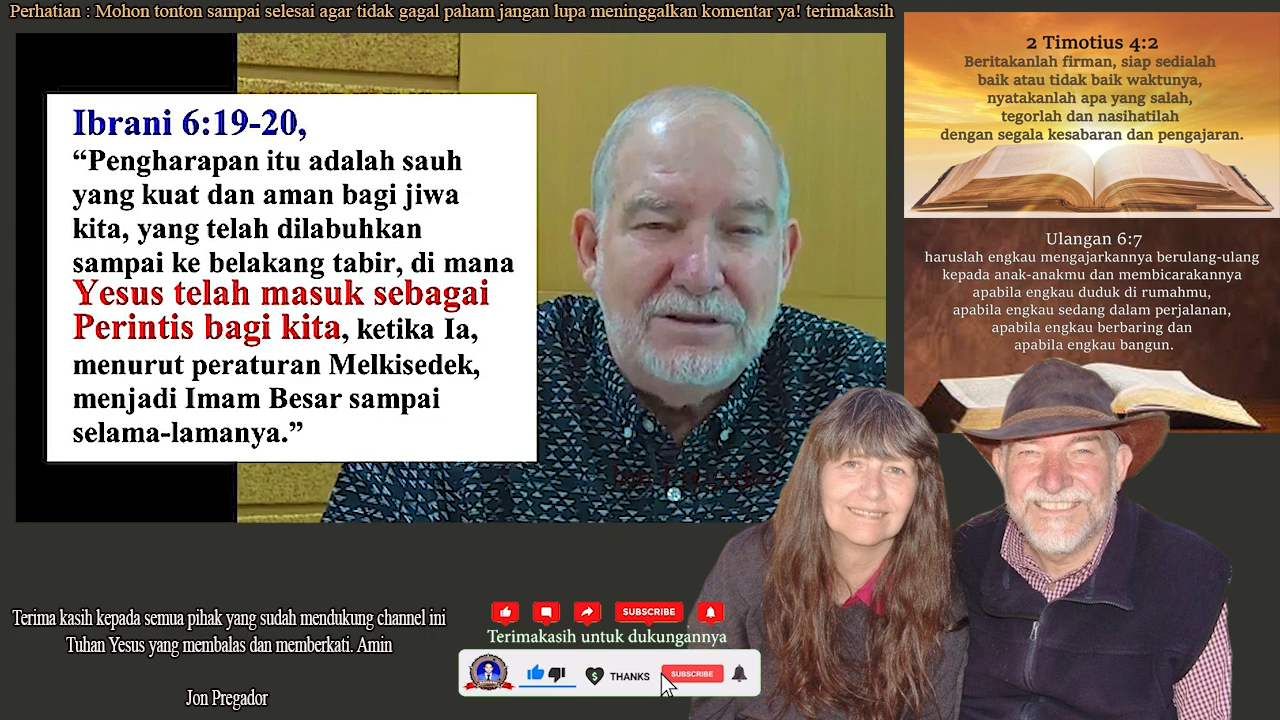 Perhatian : Mohon tonton sampai selesai agar tidak gagal paham jangan lupa meninggalkan komentar ya! terimakasih
Ibrani 6:19-20,
“Pengharapan itu adalah sauh
yang kuat dan aman bagi jiwa
kita, yang telah dilabuhkan
sampai ke belakang tabir, di mana
Yesus telah masuk sebagai
Perintis bagi kita, ketika Ia,
menurut peraturan Melkisedek,
menjadi Imam Besar sampai
selama-lamanya.”
Jon Pregador
2 Timotius 4:2
Beritakanlah firman, siap sedialah
baik atau tidak baik waktunya,
nyatakanlah apa yang salah,
tegorlah dan nasihatilah
dengan segala kesabaran dan pengajaran.
Ulangan 6:7
haruslah engkau mengajarkannya berulang-ulang
kepada anak-anakmu dan membicarakannya
apabila engkau duduk di rumahmu,
apabila engkau sedang dalam perjalanan,
apabila engkau berbaring dan
apabila engkau bangun.
Terima kasih kepada semua pihak yang sudah mendukung channel ini
Tuhan Yesus yang membalas dan memberkati. Amin
Jon Pregador
SUBSCRIBE
Terimakasih untuk dukungannya
THANKS
SUBSCRIBE